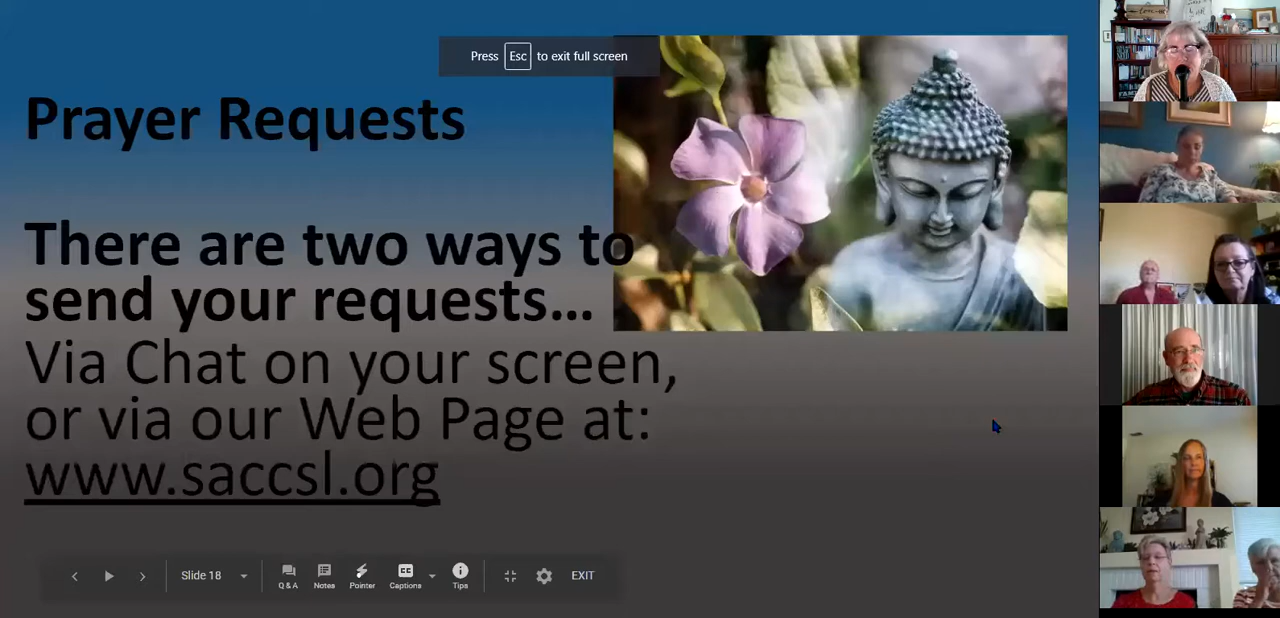 Press Esc to exit full screen
Prayer Requests
There are two ways to
send your requests...
Via Chat on your screen,
or via our Web Page at:
www.saccsl.org
Slide 18
Q & A
Notes
Pointer
CC
Captions
Tips
EXIT